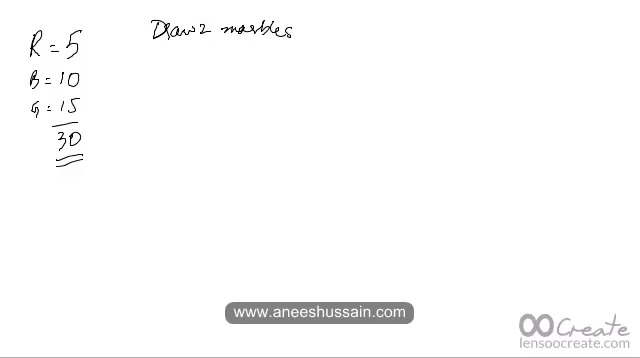 Draw 2 marbles
R = 5
B = 10
G = 15
30
www.aneeshussain.com
Create
lensoocreate.com